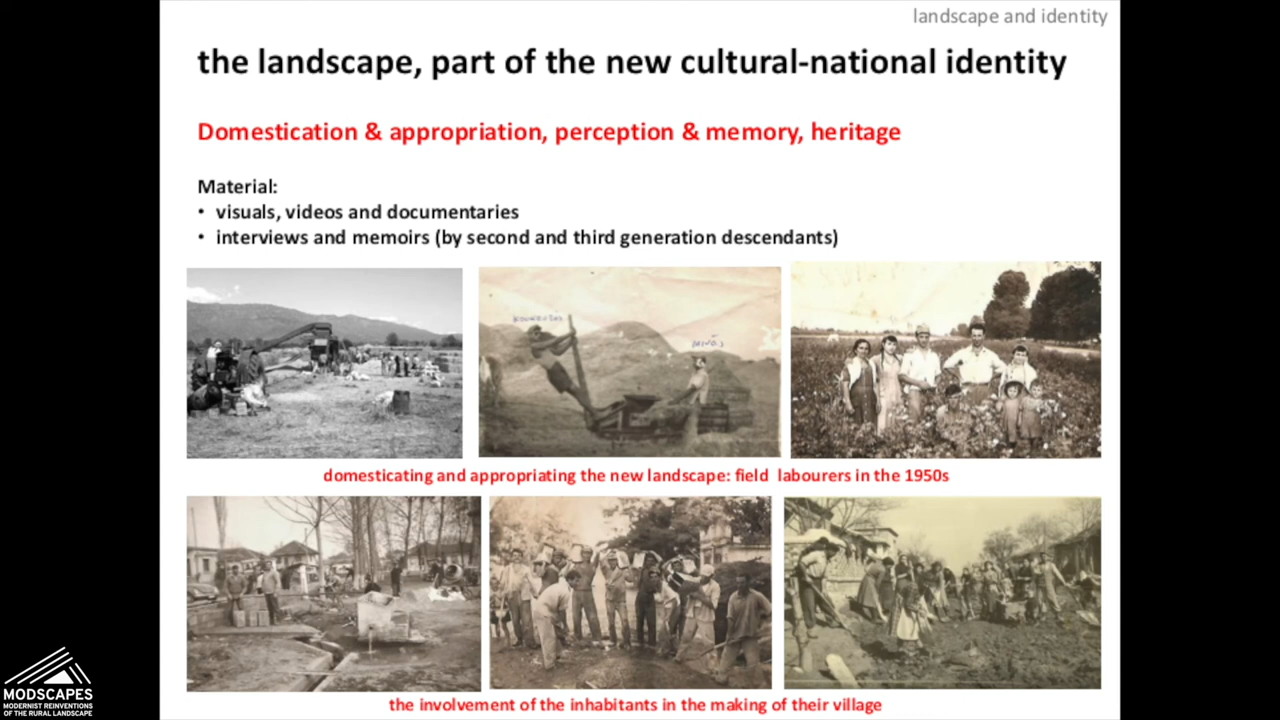 landscape and identity
the landscape, part of the new cultural-national identity
Domestication & appropriation, perception & memory, heritage
Material:
• visuals, videos and documentaries
• interviews and memoirs (by second and third generation descendants)
domesticating and appropriating the new landscape: field labourers in the 1950s
the involvement of the inhabitants in the making of their village
MODSCAPES
MODERNIST REINVENTIONS
OF THE RURAL LANDSCAPE